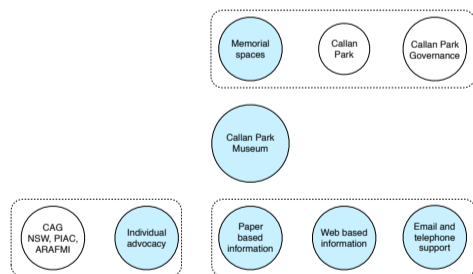 Memorial
spaces
Callan
Park
Callan Park
Governance
Callan Park
Museum
CAG
NSW, PIAC,
ARAFMI
Individual
advocacy
Paper
based
information
Web based
information
Email and
telephone
support